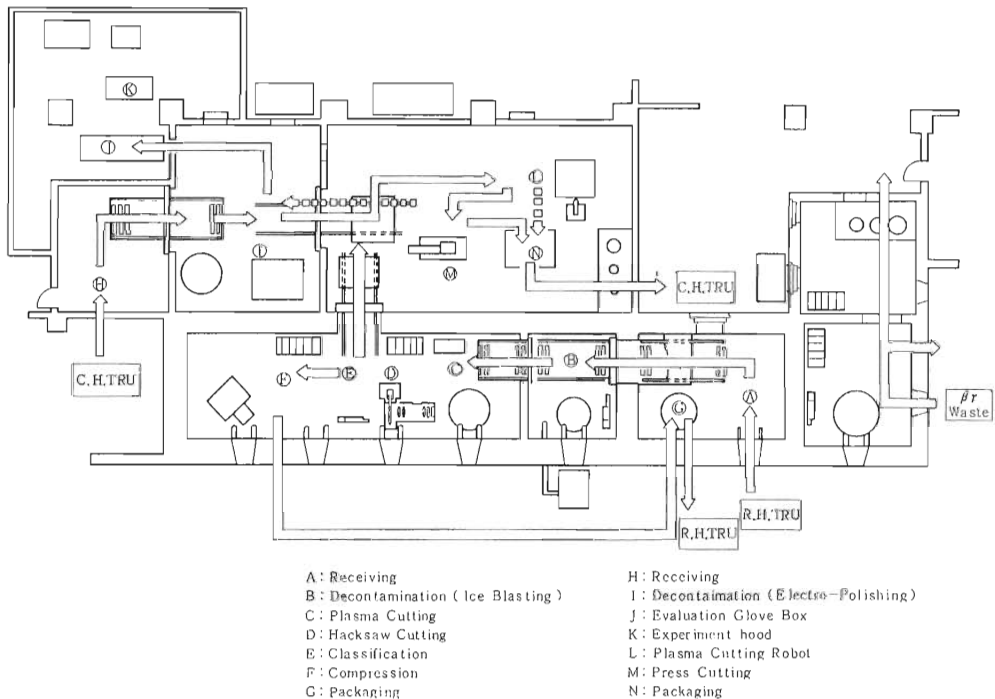 K
J
L
I
N
M
H
C.H.TRU
C.H.TRU
F
E
D
C
B
A
G
βγ
Waste
R.H.TRU
R.H.TRU
A: Receiving
B: Decontamination ( Ice Blasting )
C: Plasma Cutting
D: Hacksaw Cutting
E: Classification
F: Compression
G: Packaging
H: Receiving
I: Decontaimation (Electro-Polishing)
J: Evaluation Glove Box
K: Experiment hood
L: Plasma Cutting Robot
M: Press Cutting
N: Packaging